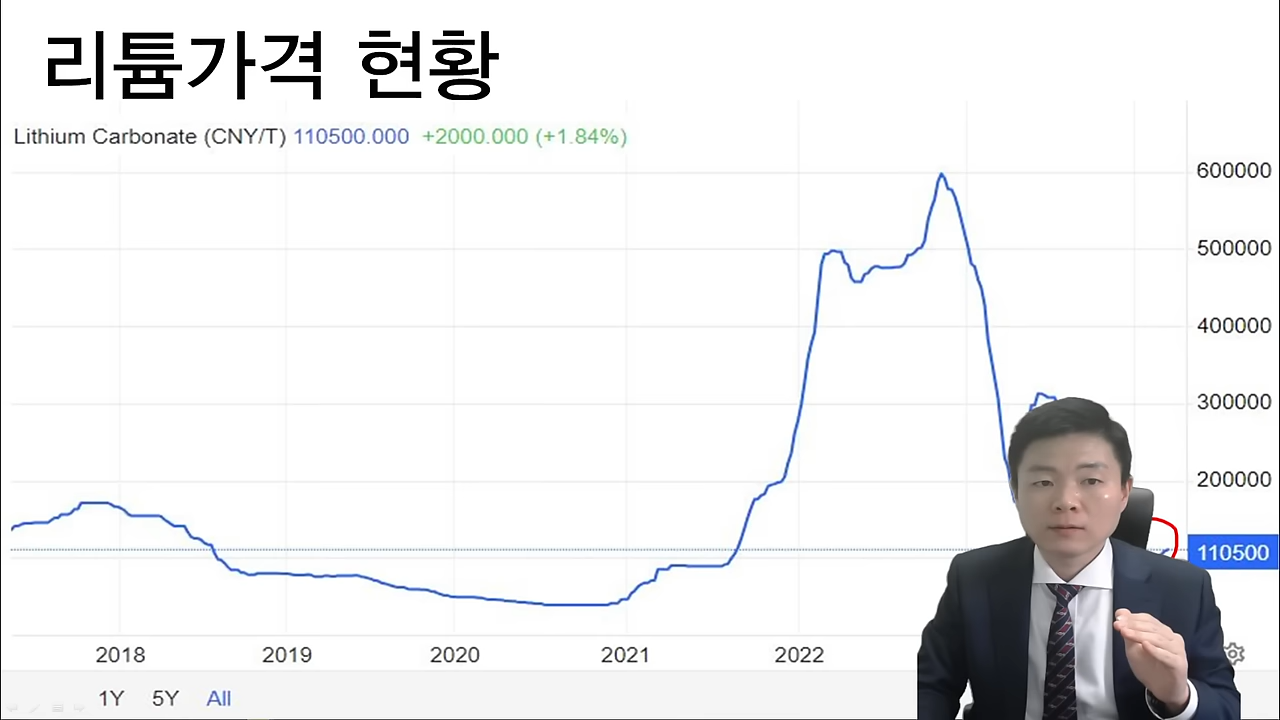 리튬가격 현황
Lithium Carbonate (CNY/T) 110500.000 +2000.000 (+1.84%)
600000
500000
400000
300000
200000
110500
2018 2019 2020 2021 2022
1Y 5Y All